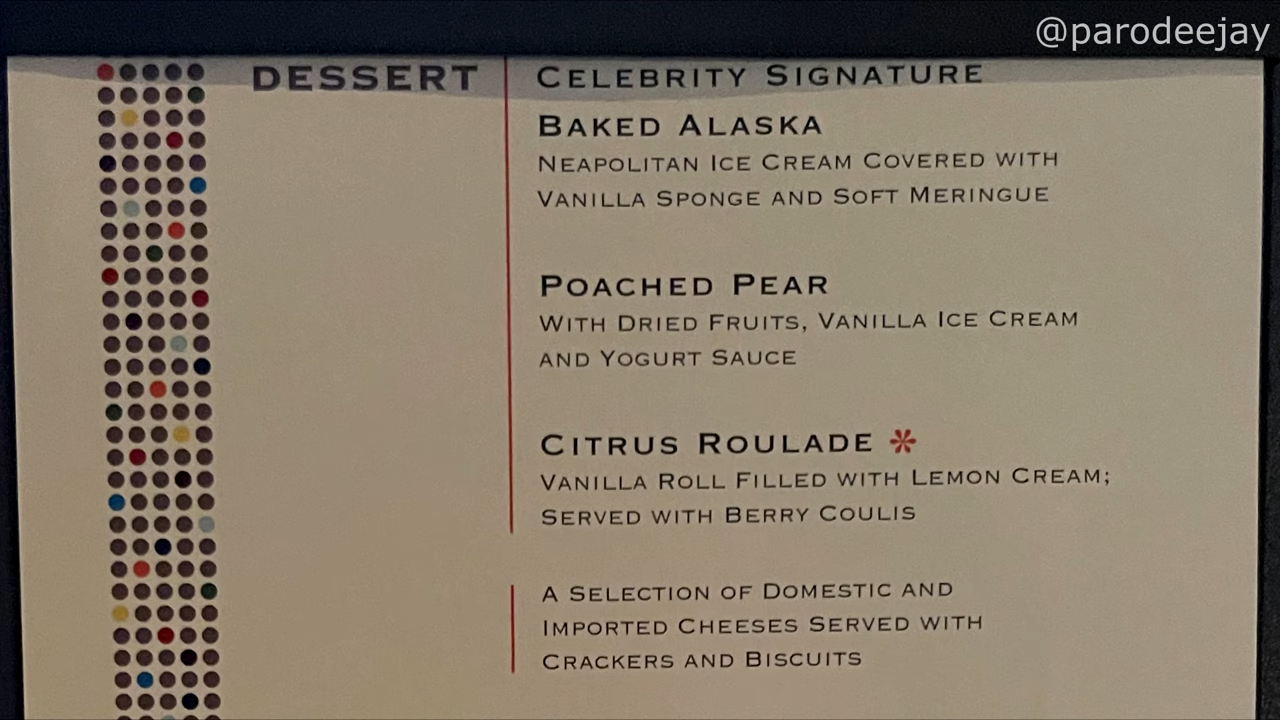 @parodeejay
DESSERT
CELEBRITY SIGNATURE
BAKED ALASKA
NEAPOLITAN ICE CREAM COVERED WITH
VANILLA SPONGE AND SOFT MERINGUE
POACHED PEAR
WITH DRIED FRUITS, VANILLA ICE CREAM
AND YOGURT SAUCE
CITRUS ROULADE *
VANILLA ROLL FILLED WITH LEMON CREAM;
SERVED WITH BERRY COULIS
A SELECTION OF DOMESTIC AND
IMPORTED CHEESES SERVED WITH
CRACKERS AND BISCUITS